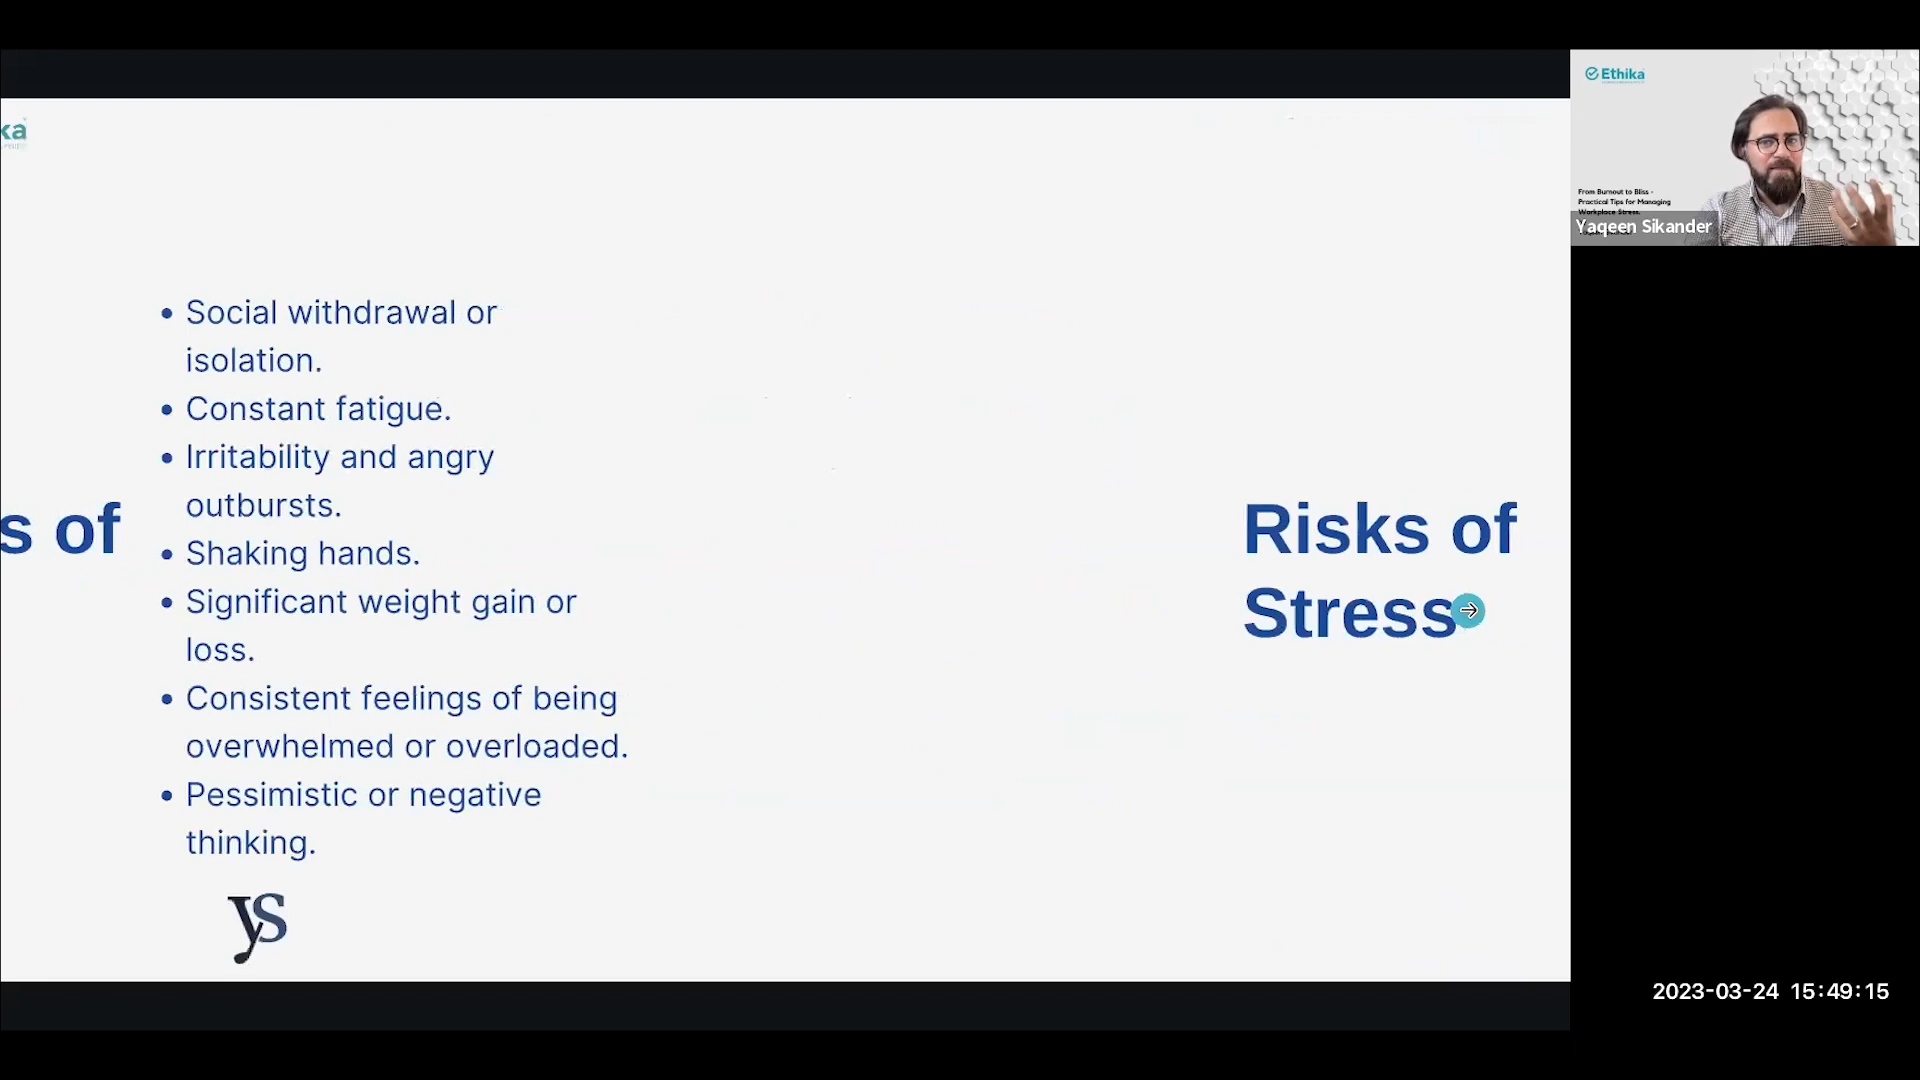 ka
s of
• Social withdrawal or
isolation.
• Constant fatigue.
• Irritability and angry
outbursts.
• Shaking hands.
• Significant weight gain or
loss.
• Consistent feelings of being
overwhelmed or overloaded.
• Pessimistic or negative
thinking.
ys
Risks of
Stress
Ethika
From Burnout to Bliss -
Practical Tips for Managing
Workplace Stress.
Yaqeen Sikander
2023-03-24 15:49:15